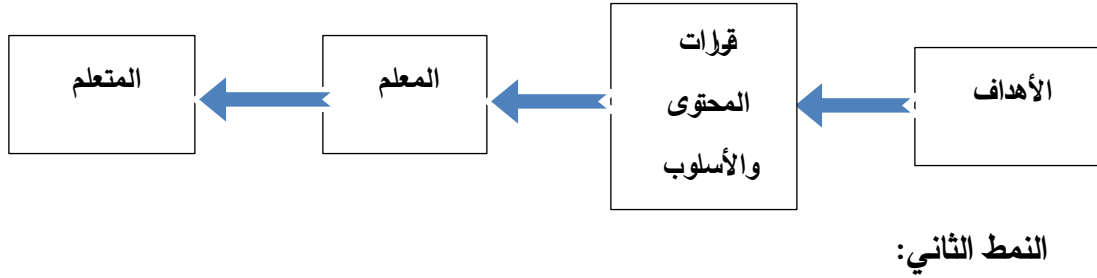 الأهداف
قرارات
المحتوى
والأسلوب
المعلم
المتعلم
النمط الثاني: